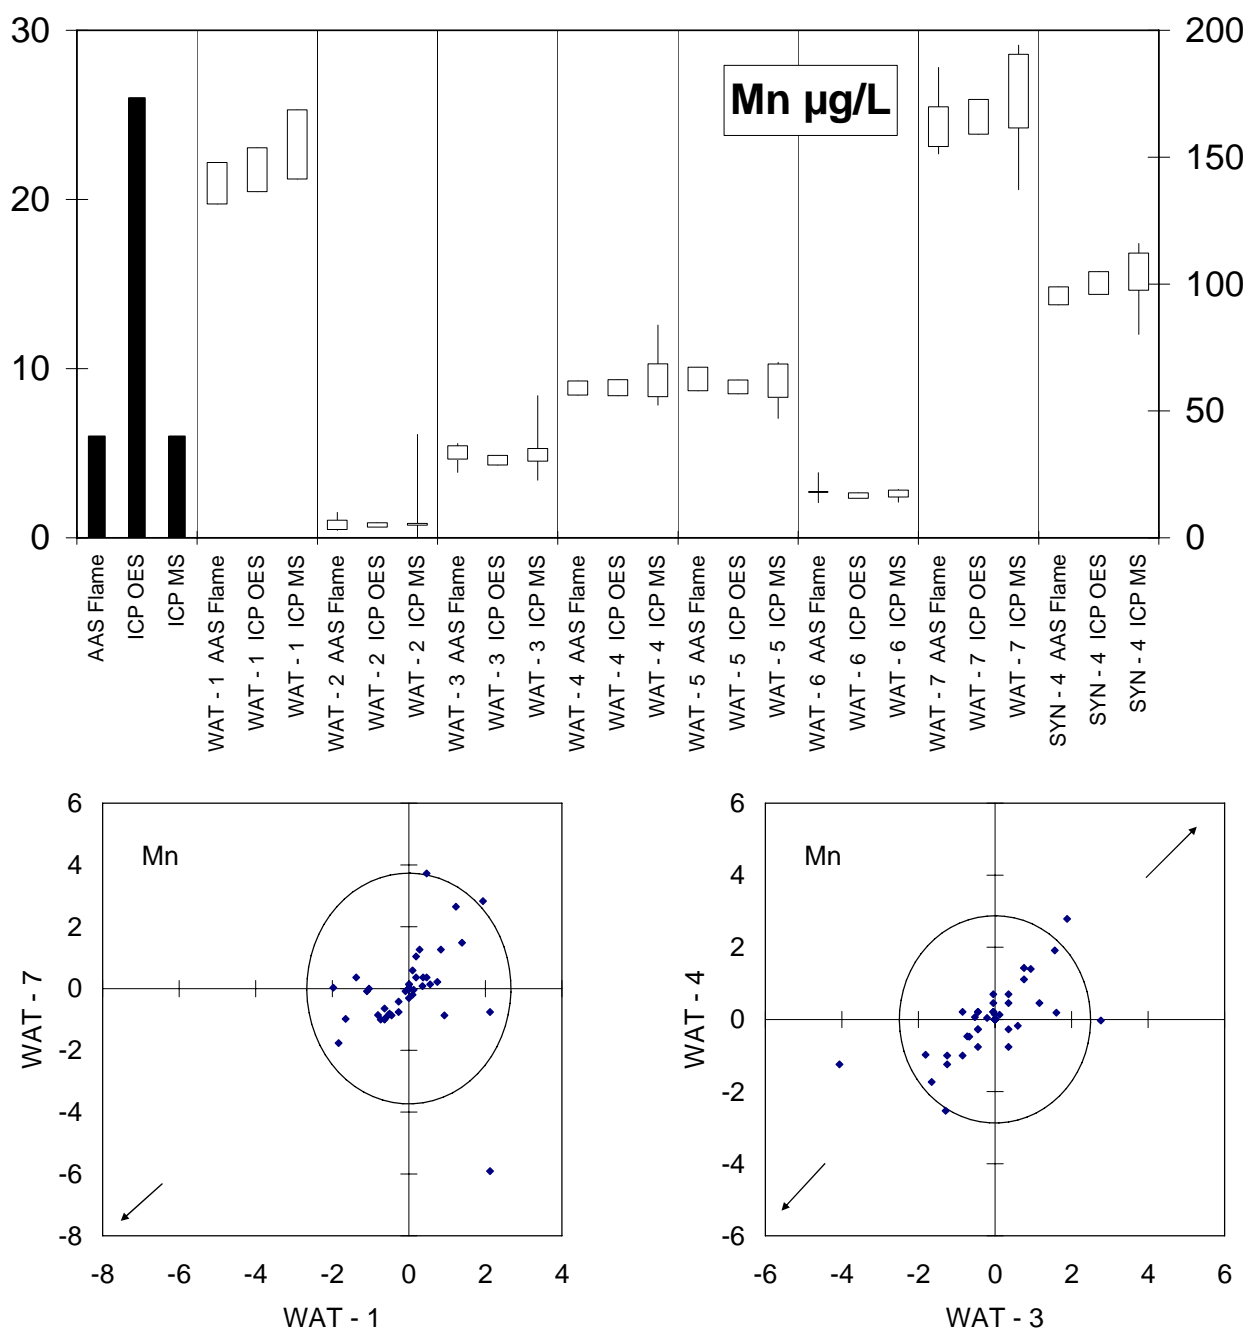 30
200
Mn µg/L
150
20
100
10
50
0
0
AAS Flame
ICP OES
ICP MS
WAT - 1 AAS Flame
WAT - 1 ICP OES
WAT - 1 ICP MS
WAT - 2 AAS Flame
WAT - 2 ICP OES
WAT - 2 ICP MS
WAT - 3 AAS Flame
WAT - 3 ICP OES
WAT - 3 ICP MS
WAT - 4 AAS Flame
WAT - 4 ICP OES
WAT - 4 ICP MS
WAT - 5 AAS Flame
WAT - 5 ICP OES
WAT - 5 ICP MS
WAT - 6 AAS Flame
WAT - 6 ICP OES
WAT - 6 ICP MS
WAT - 7 AAS Flame
WAT - 7 ICP OES
WAT - 7 ICP MS
SYN - 4 AAS Flame
SYN - 4 ICP OES
SYN - 4 ICP MS
6
4
2
0
-2
-4
-6
-8
Mn
WAT - 7
-8 -6 -4 -2 0 2 4
WAT - 1
6
4
2
0
-2
-4
-6
Mn
WAT - 4
-6 -4 -2 0 2 4 6
WAT - 3